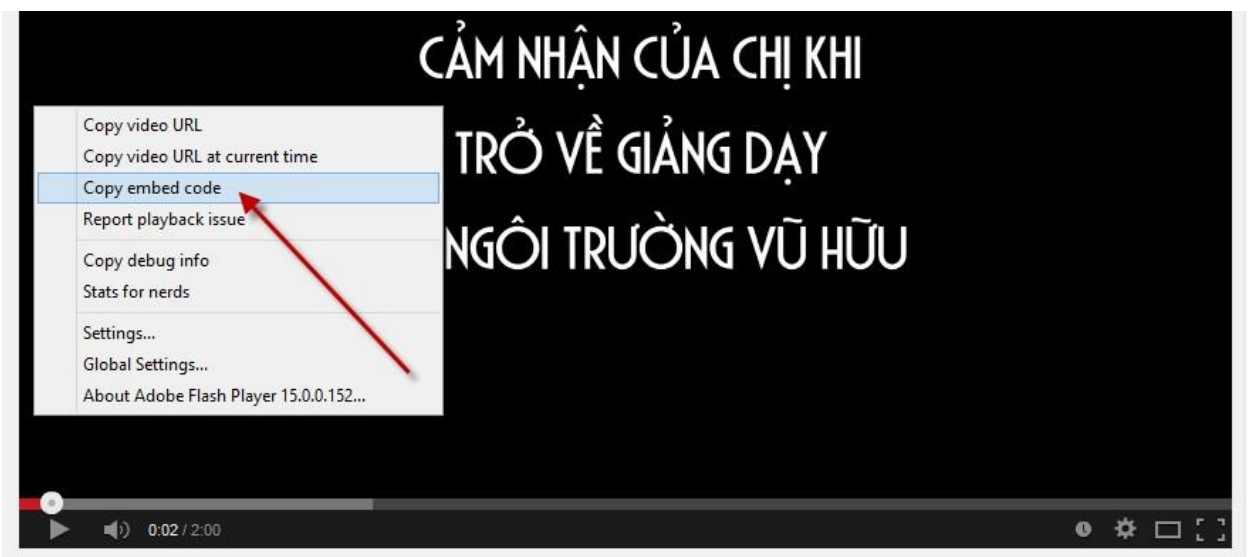 CẢM NHẬN CỦA CHỊ KHI
TRỞ VỀ GIẢNG DẠY
NGÔI TRƯỜNG VŨ HỮU
Copy video URL
Copy video URL at current time
Copy embed code
Report playback issue
Copy debug info
Stats for nerds
Settings...
Global Settings...
About Adobe Flash Player 15.0.0.152...
0:02 / 2:00